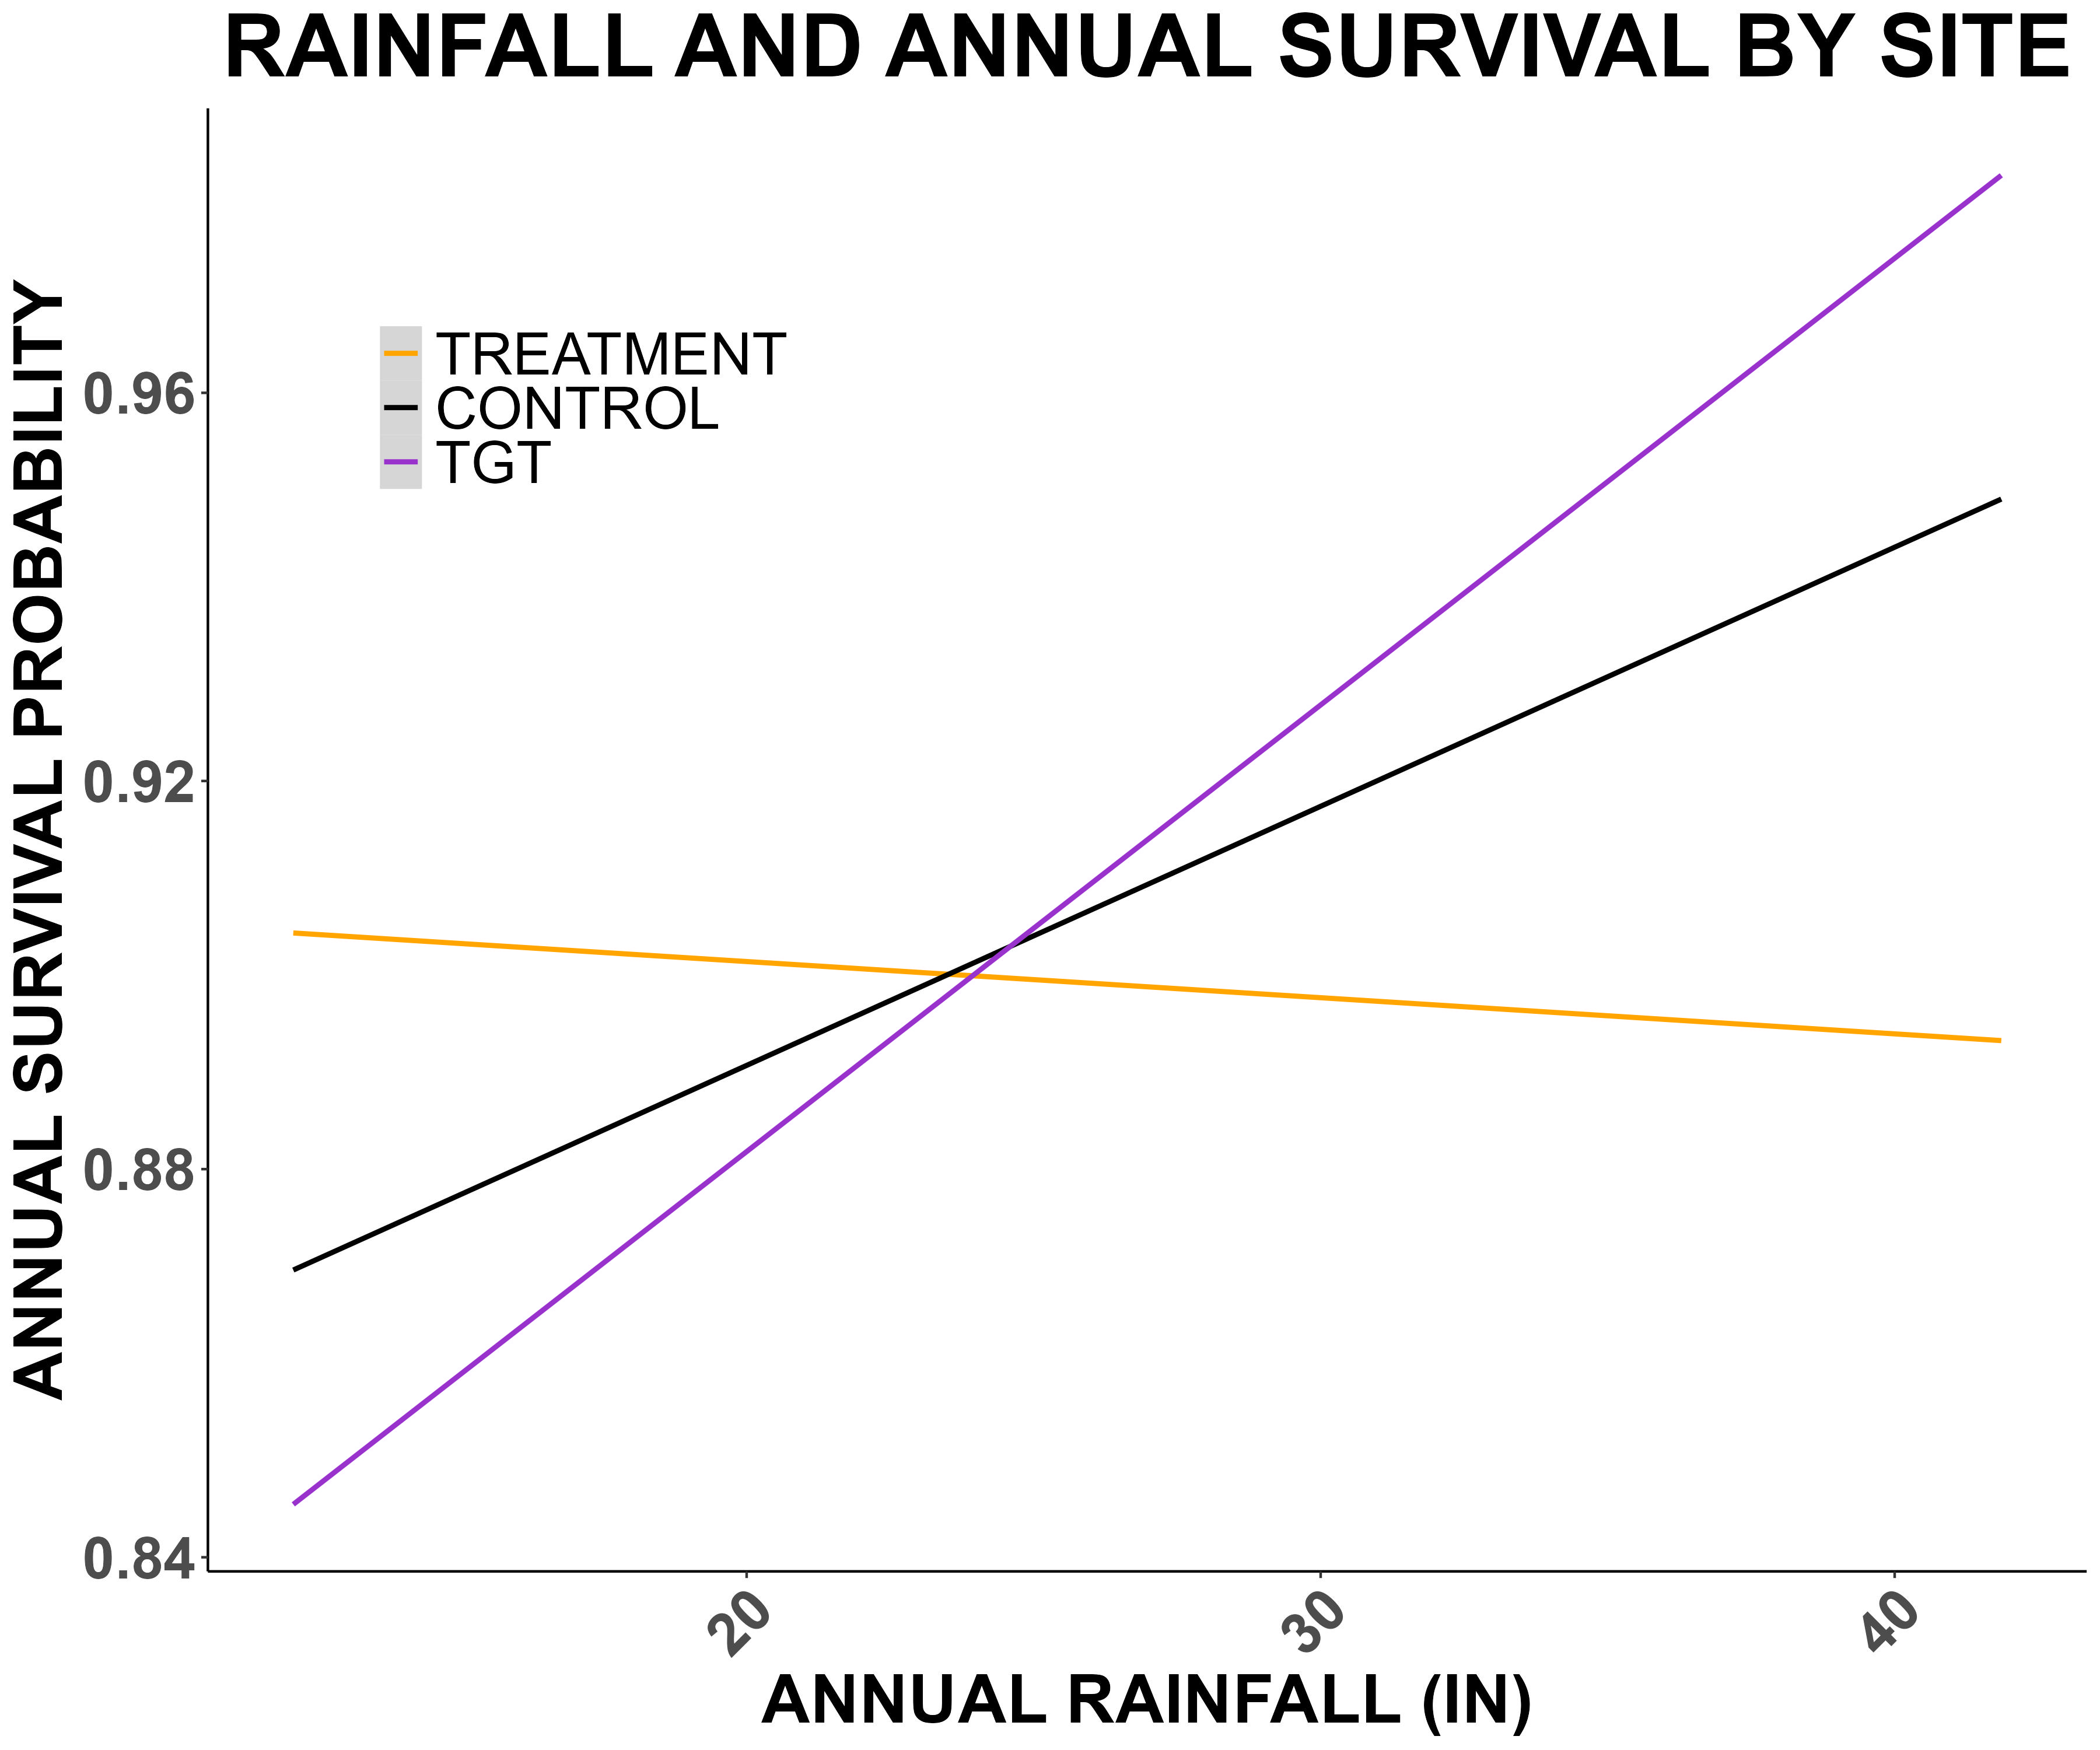 RAINFALL AND ANNUAL SURVIVAL BY SITE
ANNUAL SURVIVAL PROBABILITY
0.96
0.92
0.88
0.84
TREATMENT
CONTROL
TGT
20
30
40
ANNUAL RAINFALL (IN)